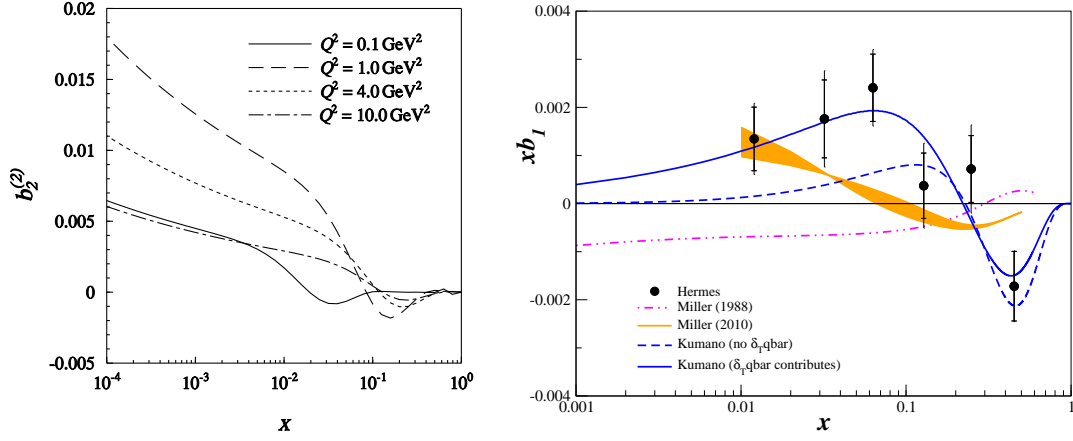 0.02
0.015
0.01
0.005
0
-0.005
b₂⁽²⁾
Q² = 0.1 GeV²
Q² = 1.0 GeV²
Q² = 4.0 GeV²
Q² = 10.0 GeV²
10⁻⁴
10⁻³
10⁻²
10⁻¹
10⁰
x
0.004
0.002
0
-0.002
-0.004
xb₁
Hermes
Miller (1988)
Miller (2010)
Kumano (no δ_Tqbar)
Kumano (δ_Tqbar contributes)
0.001
0.01
0.1
1
x